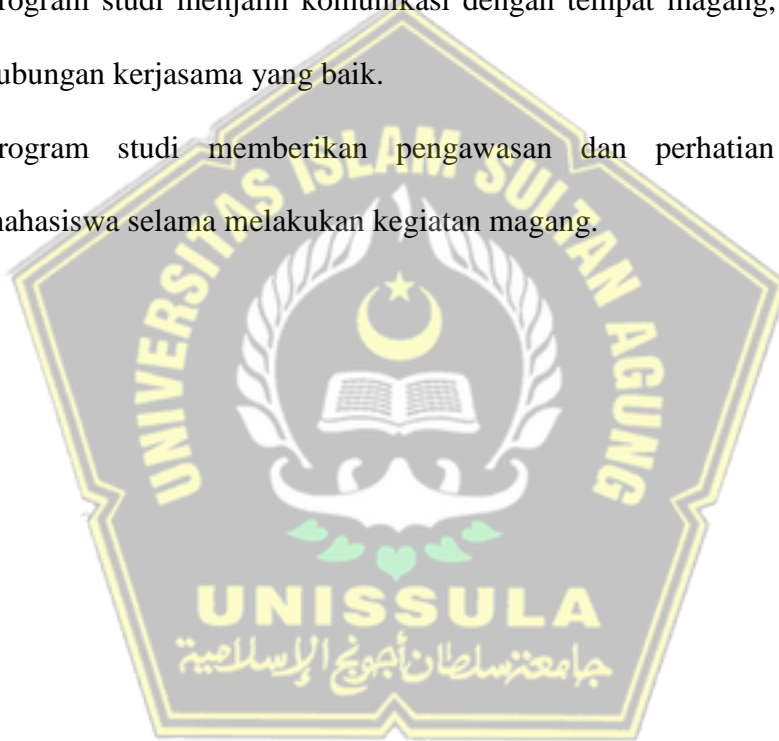 rogram studi menjalin komunikasi dengan tempat magang,
ubungan kerjasama yang baik.
rogram studi memberikan pengawasan dan perhatian
nahasiswa selama melakukan kegiatan magang.
UNIVERSITAS ISLAM SULTAN AGUNG
UNISSULA
جامعة سلطان أجونج الإسلامية